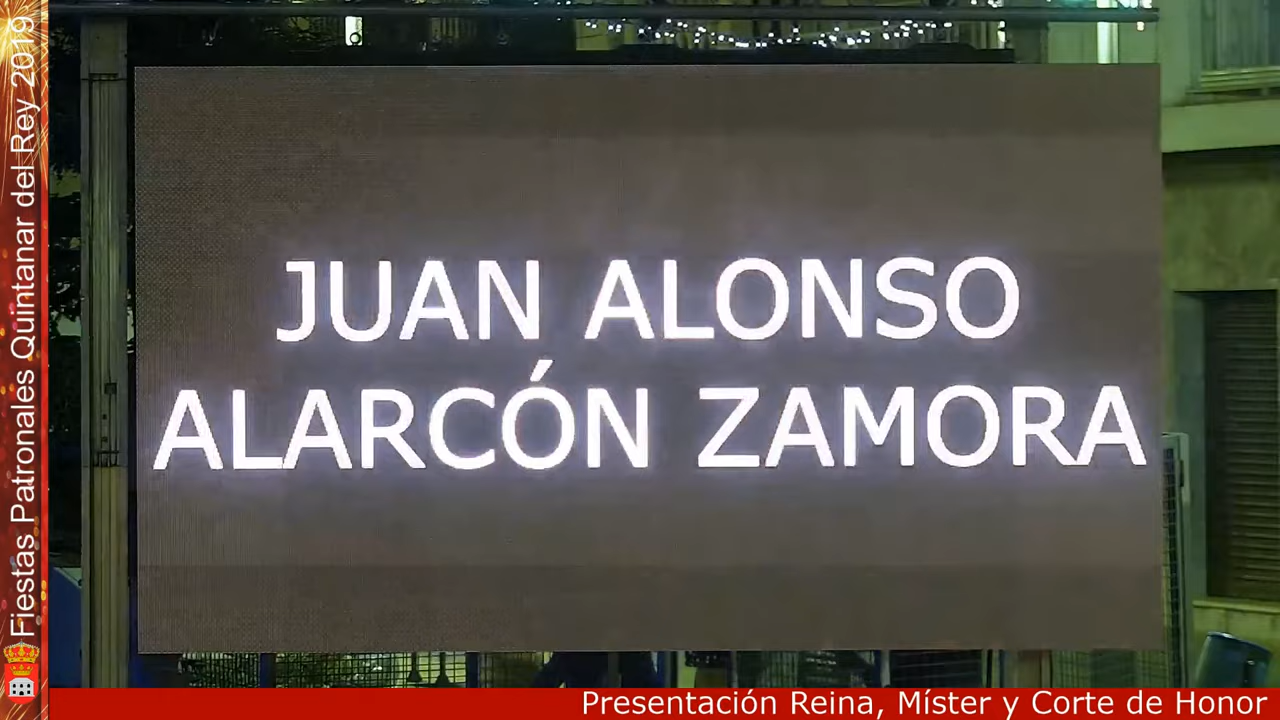 Fiestas Patronales Quintanar del Rey 2019
JUAN ALONSO
ALARCÓN ZAMORA
Presentación Reina, Míster y Corte de Honor